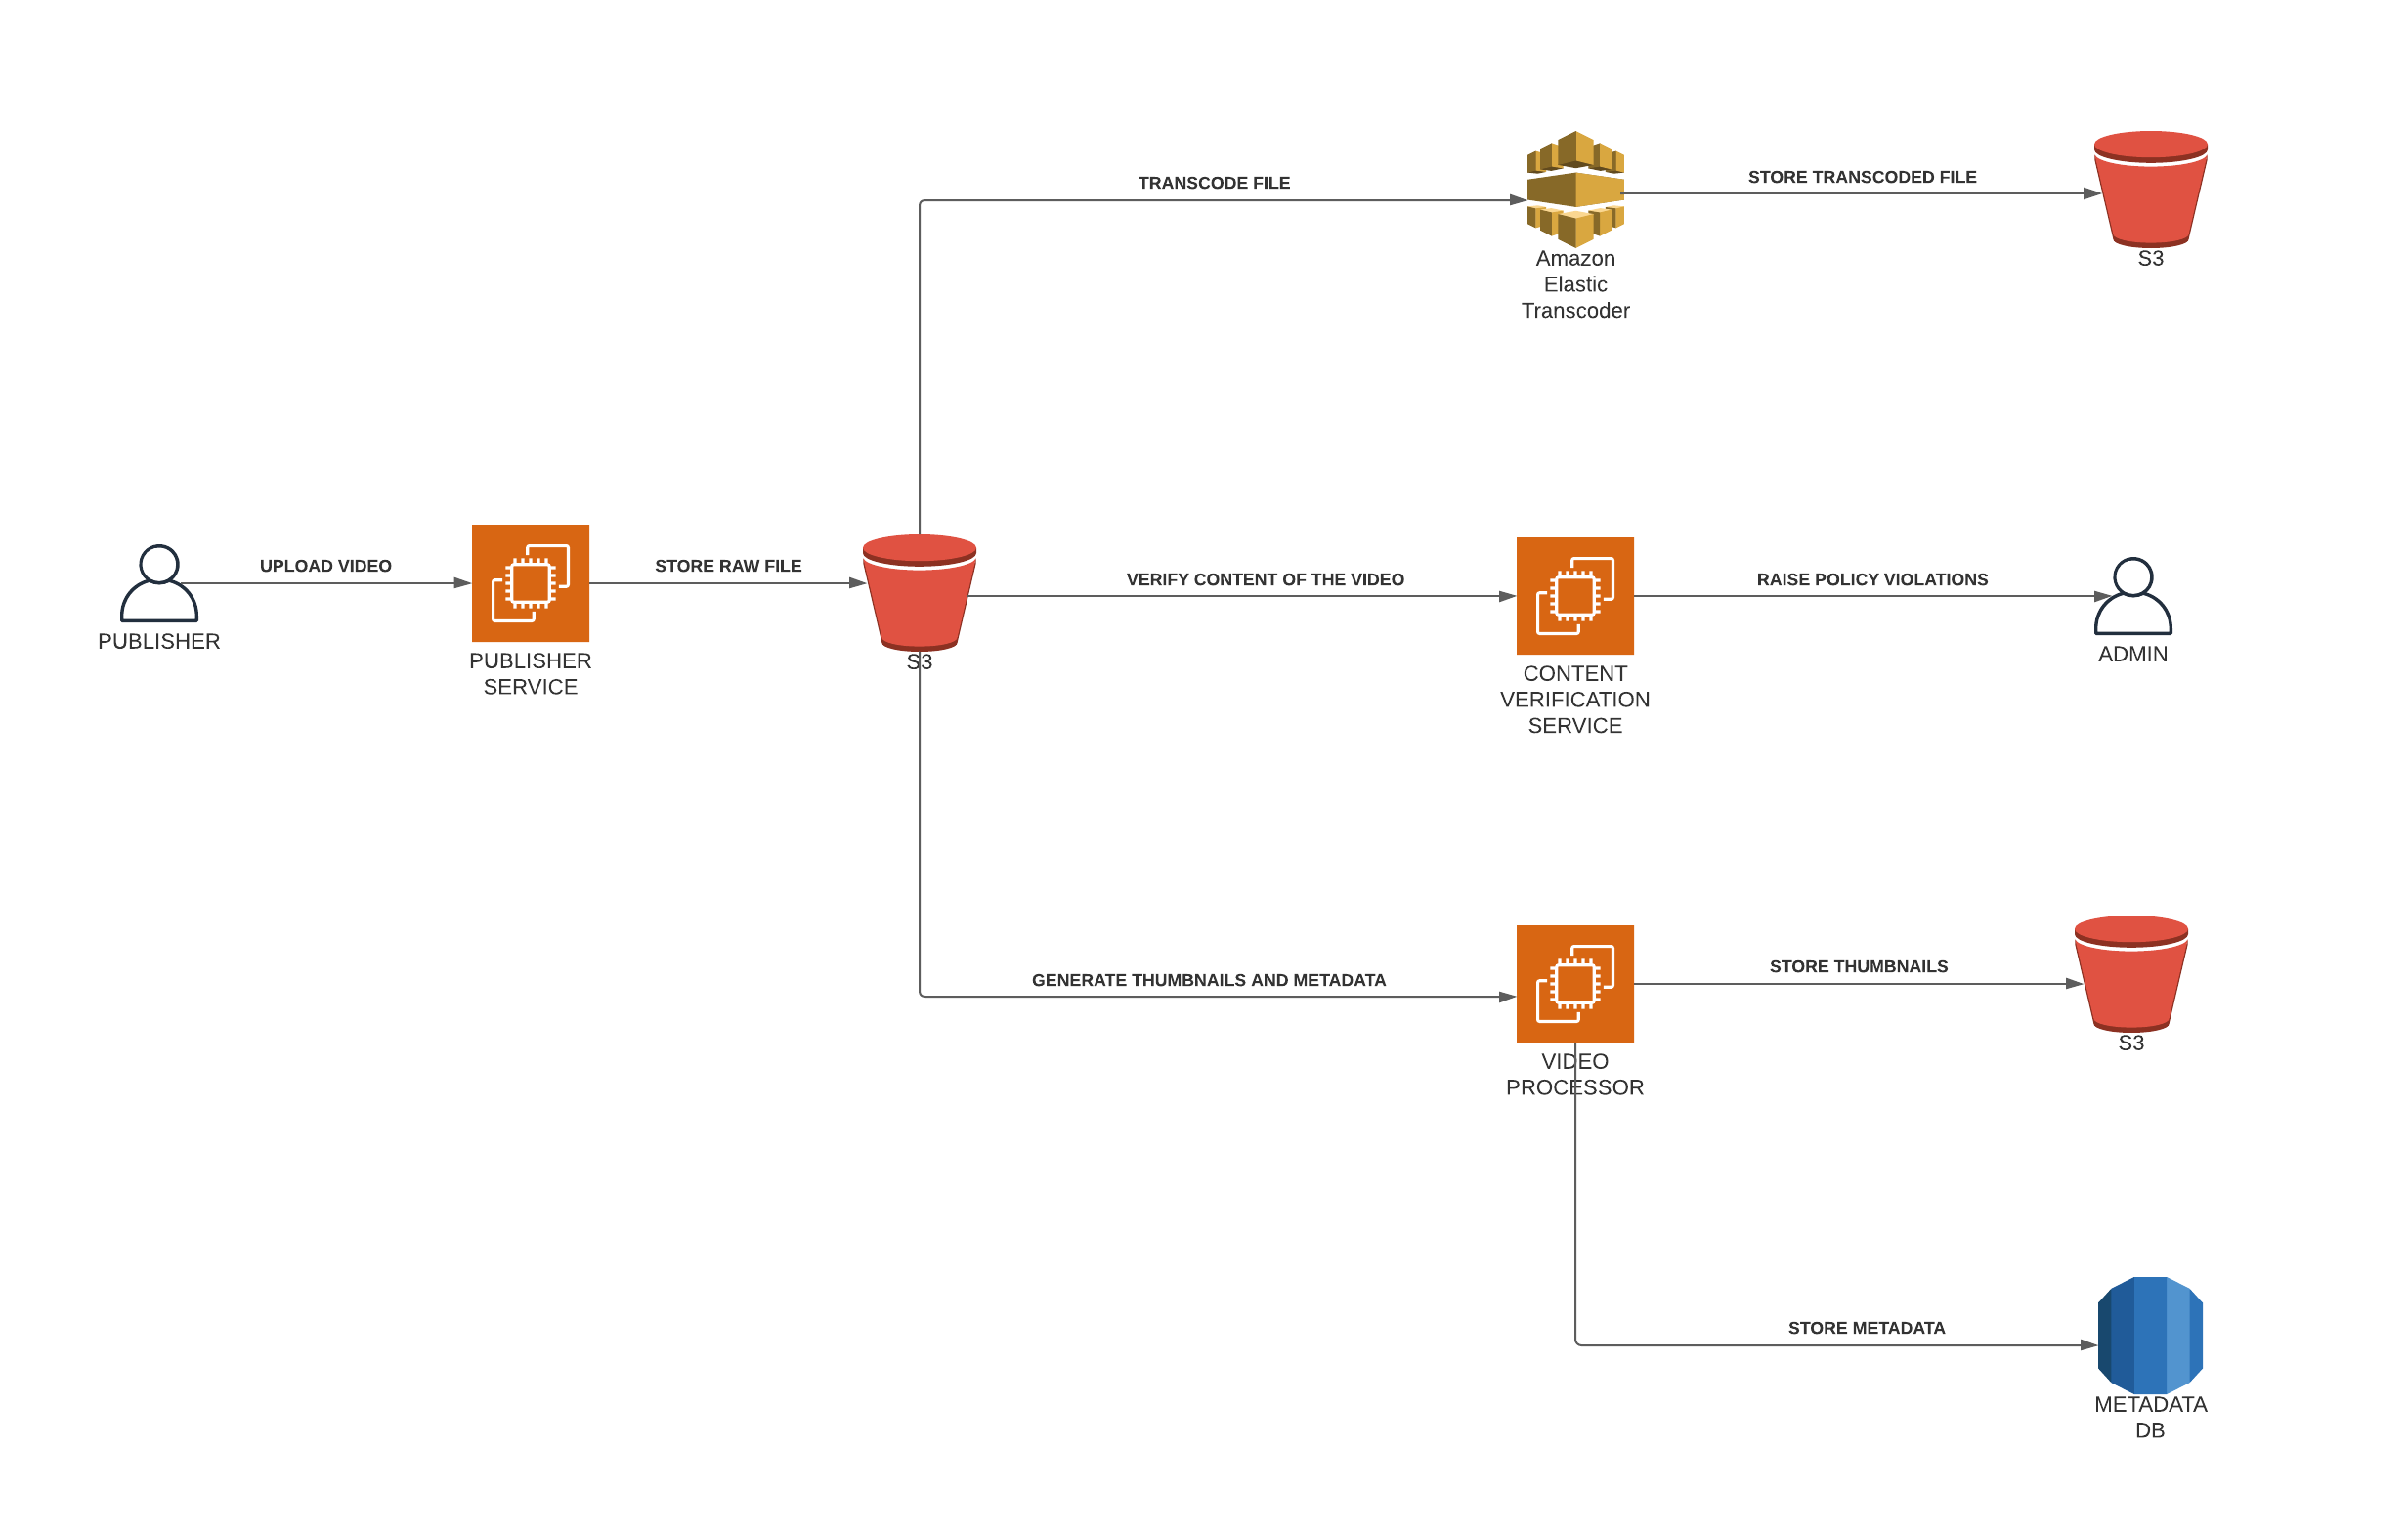 TRANSCODE FILE
STORE TRANSCODED FILE
Amazon
Elastic
Transcoder
S3
UPLOAD VIDEO
STORE RAW FILE
VERIFY CONTENT OF THE VIDEO
RAISE POLICY VIOLATIONS
PUBLISHER
PUBLISHER
SERVICE
S3
CONTENT
VERIFICATION
SERVICE
ADMIN
GENERATE THUMBNAILS AND METADATA
STORE THUMBNAILS
VIDEO
PROCESSOR
S3
STORE METADATA
METADATA
DB